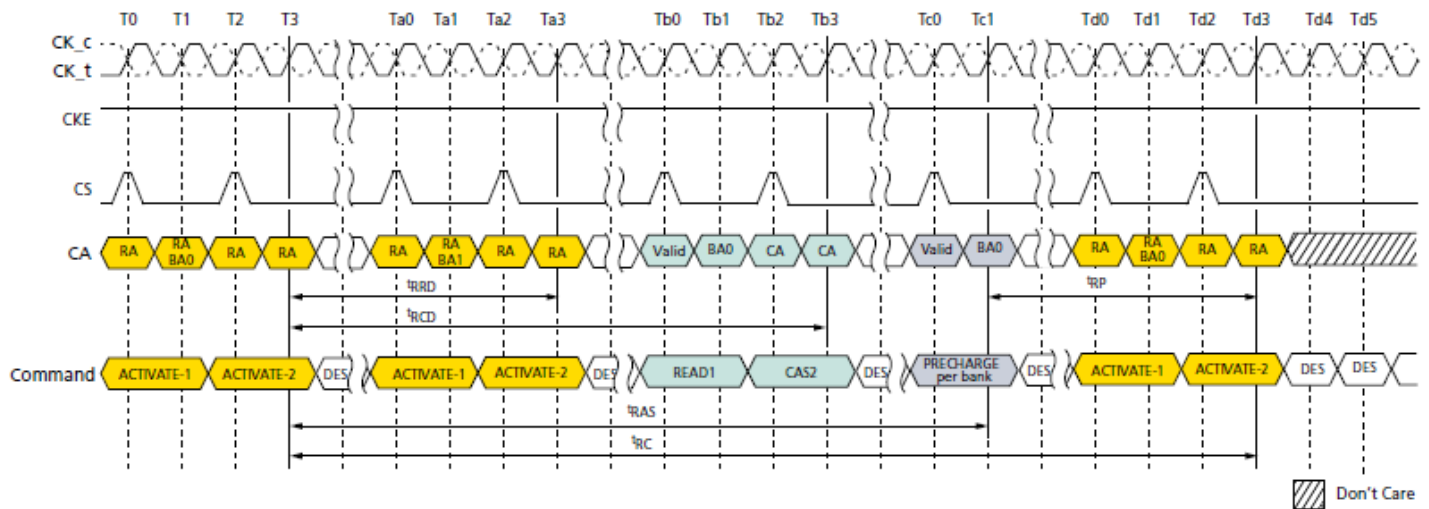 T0 T1 T2 T3 Ta0 Ta1 Ta2 Ta3 Tb0 Tb1 Tb2 Tb3 Tc0 Tc1 Td0 Td1 Td2 Td3 Td4 Td5
CK_c
CK_t
CKE
CS
CA RA RA BA0 RA RA RA RA BA1 RA RA Valid BA0 CA CA Valid BA0 RA RA BA0 RA RA
tRRD tRP
tRCD
Command ACTIVATE-1 ACTIVATE-2 DES ACTIVATE-1 ACTIVATE-2 DES READ1 CAS2 DES PRECHARGE per bank DES ACTIVATE-1 ACTIVATE-2 DES DES
tRAS
tRC
Don't Care